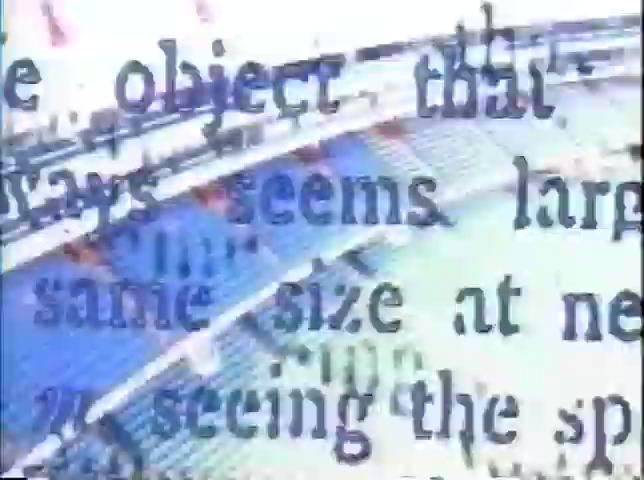 e object that
ways seems larg
same size at ne
seeing the sp